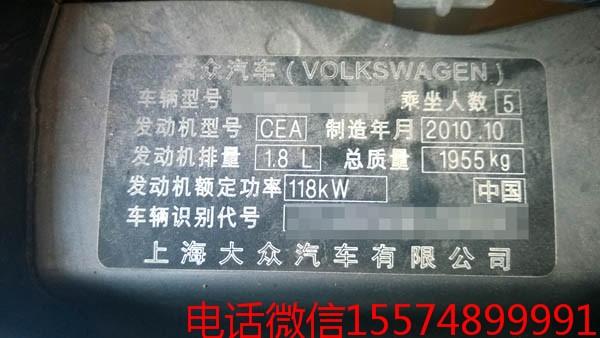 大众汽车(VOLKSWAGEN)
车辆型号 乘坐人数 5
发动机型号 CEA 制造年月 2010.10
发动机排量 1.8 L 总质量 1955kg
发动机额定功率 118kW 中国
车辆识别代号
上海大众汽车有限公司
电话微信15574899991